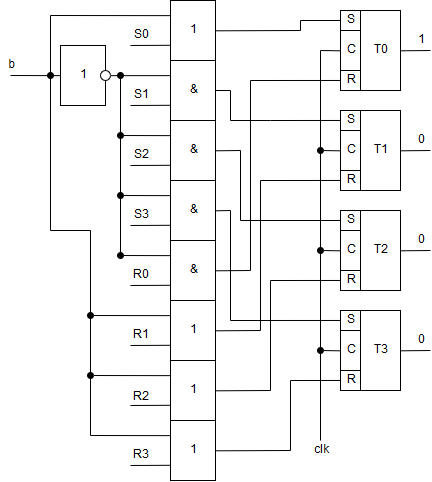 S0 1 S T0 1
C
b 1 R
S1 & S T1 0
C
S2 & R
S T2 0
S3 & C
R0 & R
S T3 0
R1 1 C
R2 1 R
R3 1 clk